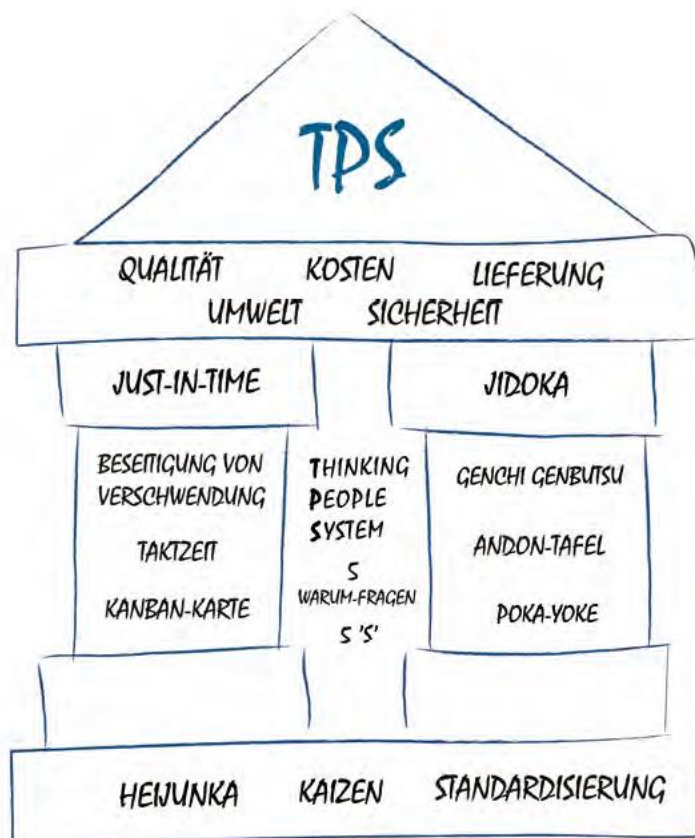 TPS
QUALITÄT KOSTEN LIEFERUNG
UMWELT SICHERHEIT
JUST-IN-TIME
JIDOKA
BESEITIGUNG VON
VERSCHWENDUNG
TAKTZEIT
KANBAN-KARTE
THINKING
PEOPLE
SYSTEM
5
WARUM-FRAGEN
5 'S'
GENCHI GENBUTSU
ANDON-TAFEL
POKA-YOKE
HEIJUNKA KAIZEN STANDARDISIERUNG